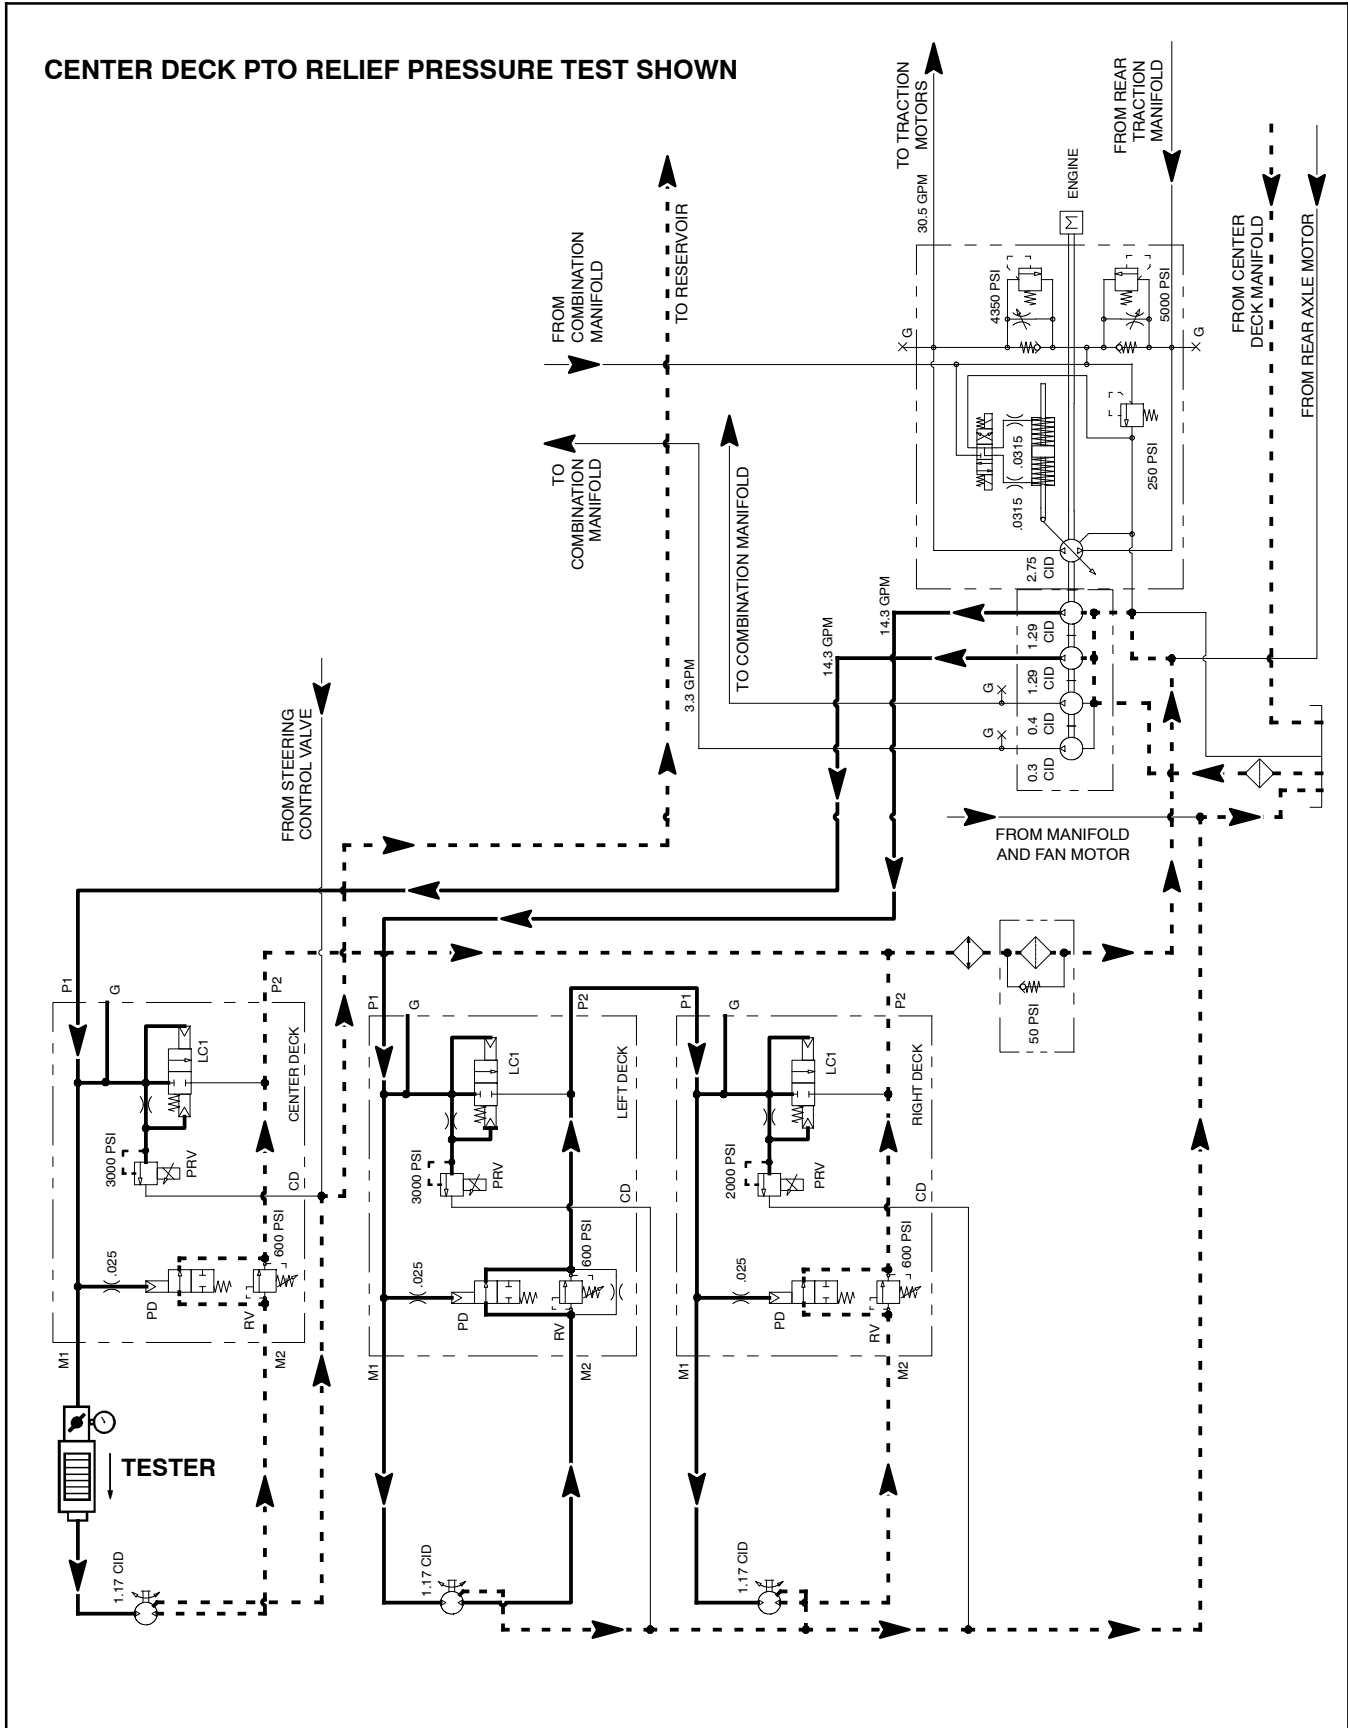 CENTER DECK PTO RELIEF PRESSURE TEST SHOWN
TO TRACTION
MOTORS
30.5 GPM
FROM REAR
TRACTION
MANIFOLD
ENGINE
M
4350 PSI
5000 PSI
G
G
FROM CENTER
DECK MANIFOLD
FROM REAR AXLE MOTOR
FROM
COMBINATION
MANIFOLD
TO RESERVOIR
TO
COMBINATION
MANIFOLD
TO COMBINATION MANIFOLD
.0315
.0315
250 PSI
2.75
CID
1.29
CID
1.29
CID
0.4
CID
0.3
CID
G
G
14.3 GPM
14.3 GPM
3.3 GPM
FROM STEERING
CONTROL VALVE
FROM MANIFOLD
AND FAN MOTOR
50 PSI
P1
G
P2
LC1
CENTER DECK
3000 PSI
PRV
CD
.025
600 PSI
PD
RV
M1
M2
TESTER
1.17 CID
P1
G
P2
LC1
LEFT DECK
3000 PSI
PRV
CD
.025
600 PSI
PD
RV
M1
M2
1.17 CID
P1
G
P2
LC1
RIGHT DECK
2000 PSI
PRV
CD
.025
600 PSI
PD
RV
M1
M2
1.17 CID